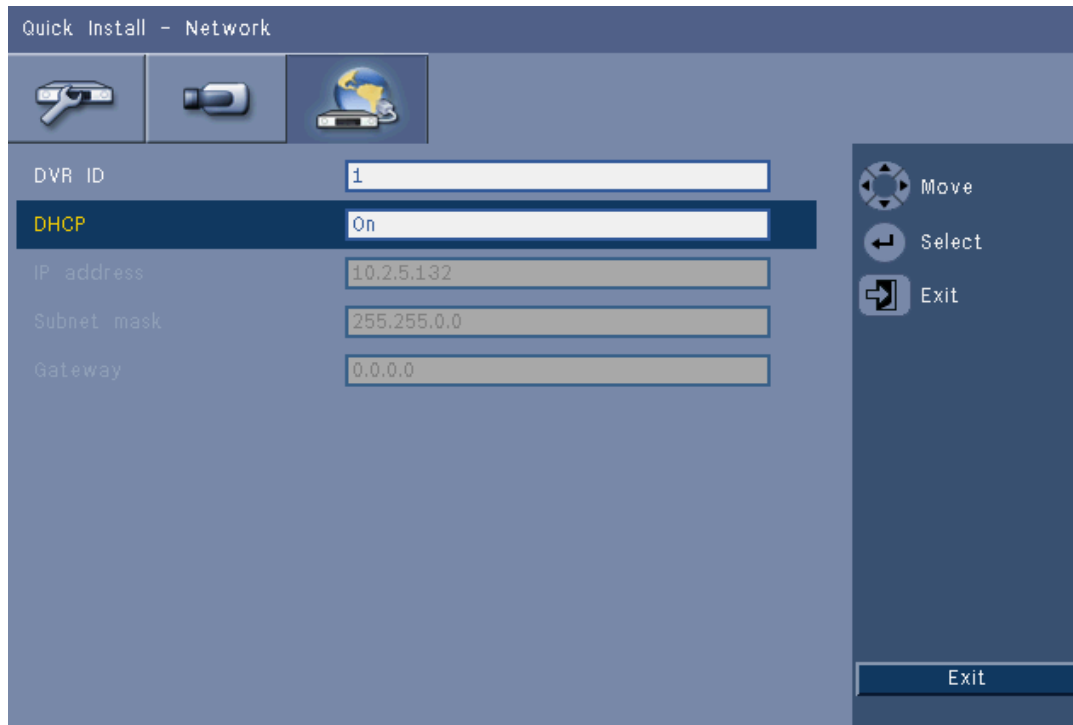 Quick Install - Network
DVR ID 1
DHCP On
IP address 10.2.5.132
Subnet mask 255.255.0.0
Gateway 0.0.0.0
Move
Select
Exit
Exit